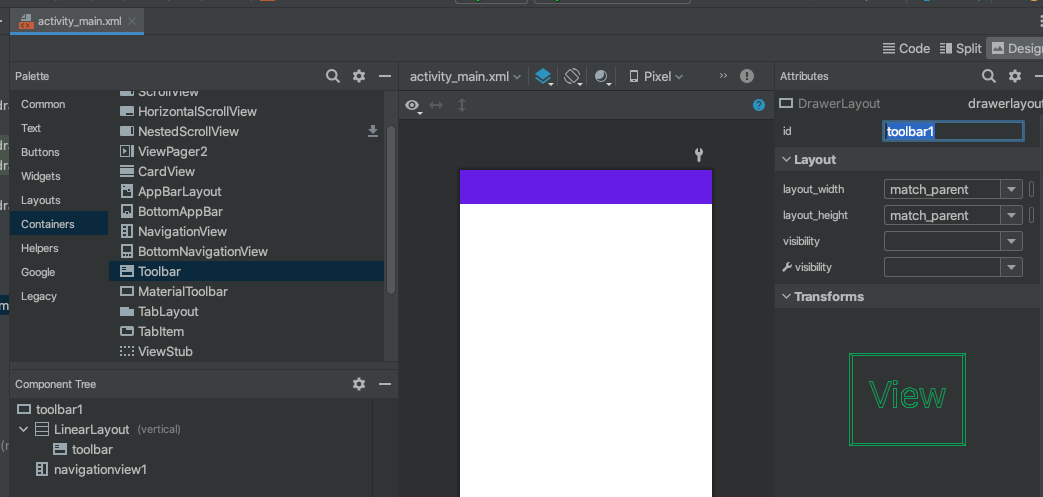 activity_main.xml
Code Split Design
Palette
Common
Text
Buttons
Widgets
Layouts
Containers
Helpers
Google
Legacy
ScrollView
HorizontalScrollView
NestedScrollView
ViewPager2
CardView
AppBarLayout
BottomAppBar
NavigationView
BottomNavigationView
Toolbar
MaterialToolbar
TabLayout
TabItem
ViewStub
Component Tree
toolbar1
LinearLayout (vertical)
toolbar
navigationview1
activity_main.xml Pixel
Attributes
DrawerLayout drawerlayout
id toolbar1
Layout
layout_width match_parent
layout_height match_parent
visibility
visibility
Transforms
View